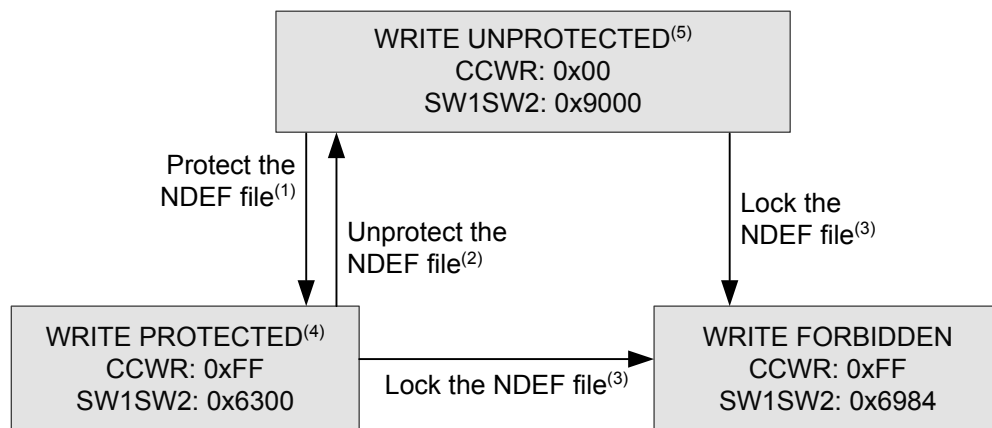 WRITE UNPROTECTED(5)
CCWR: 0x00
SW1SW2: 0x9000
Protect the
NDEF file(1)
Unprotect the
NDEF file(2)
Lock the
NDEF file(3)
WRITE PROTECTED(4)
CCWR: 0xFF
SW1SW2: 0x6300
Lock the NDEF file(3)
WRITE FORBIDDEN
CCWR: 0xFF
SW1SW2: 0x6984